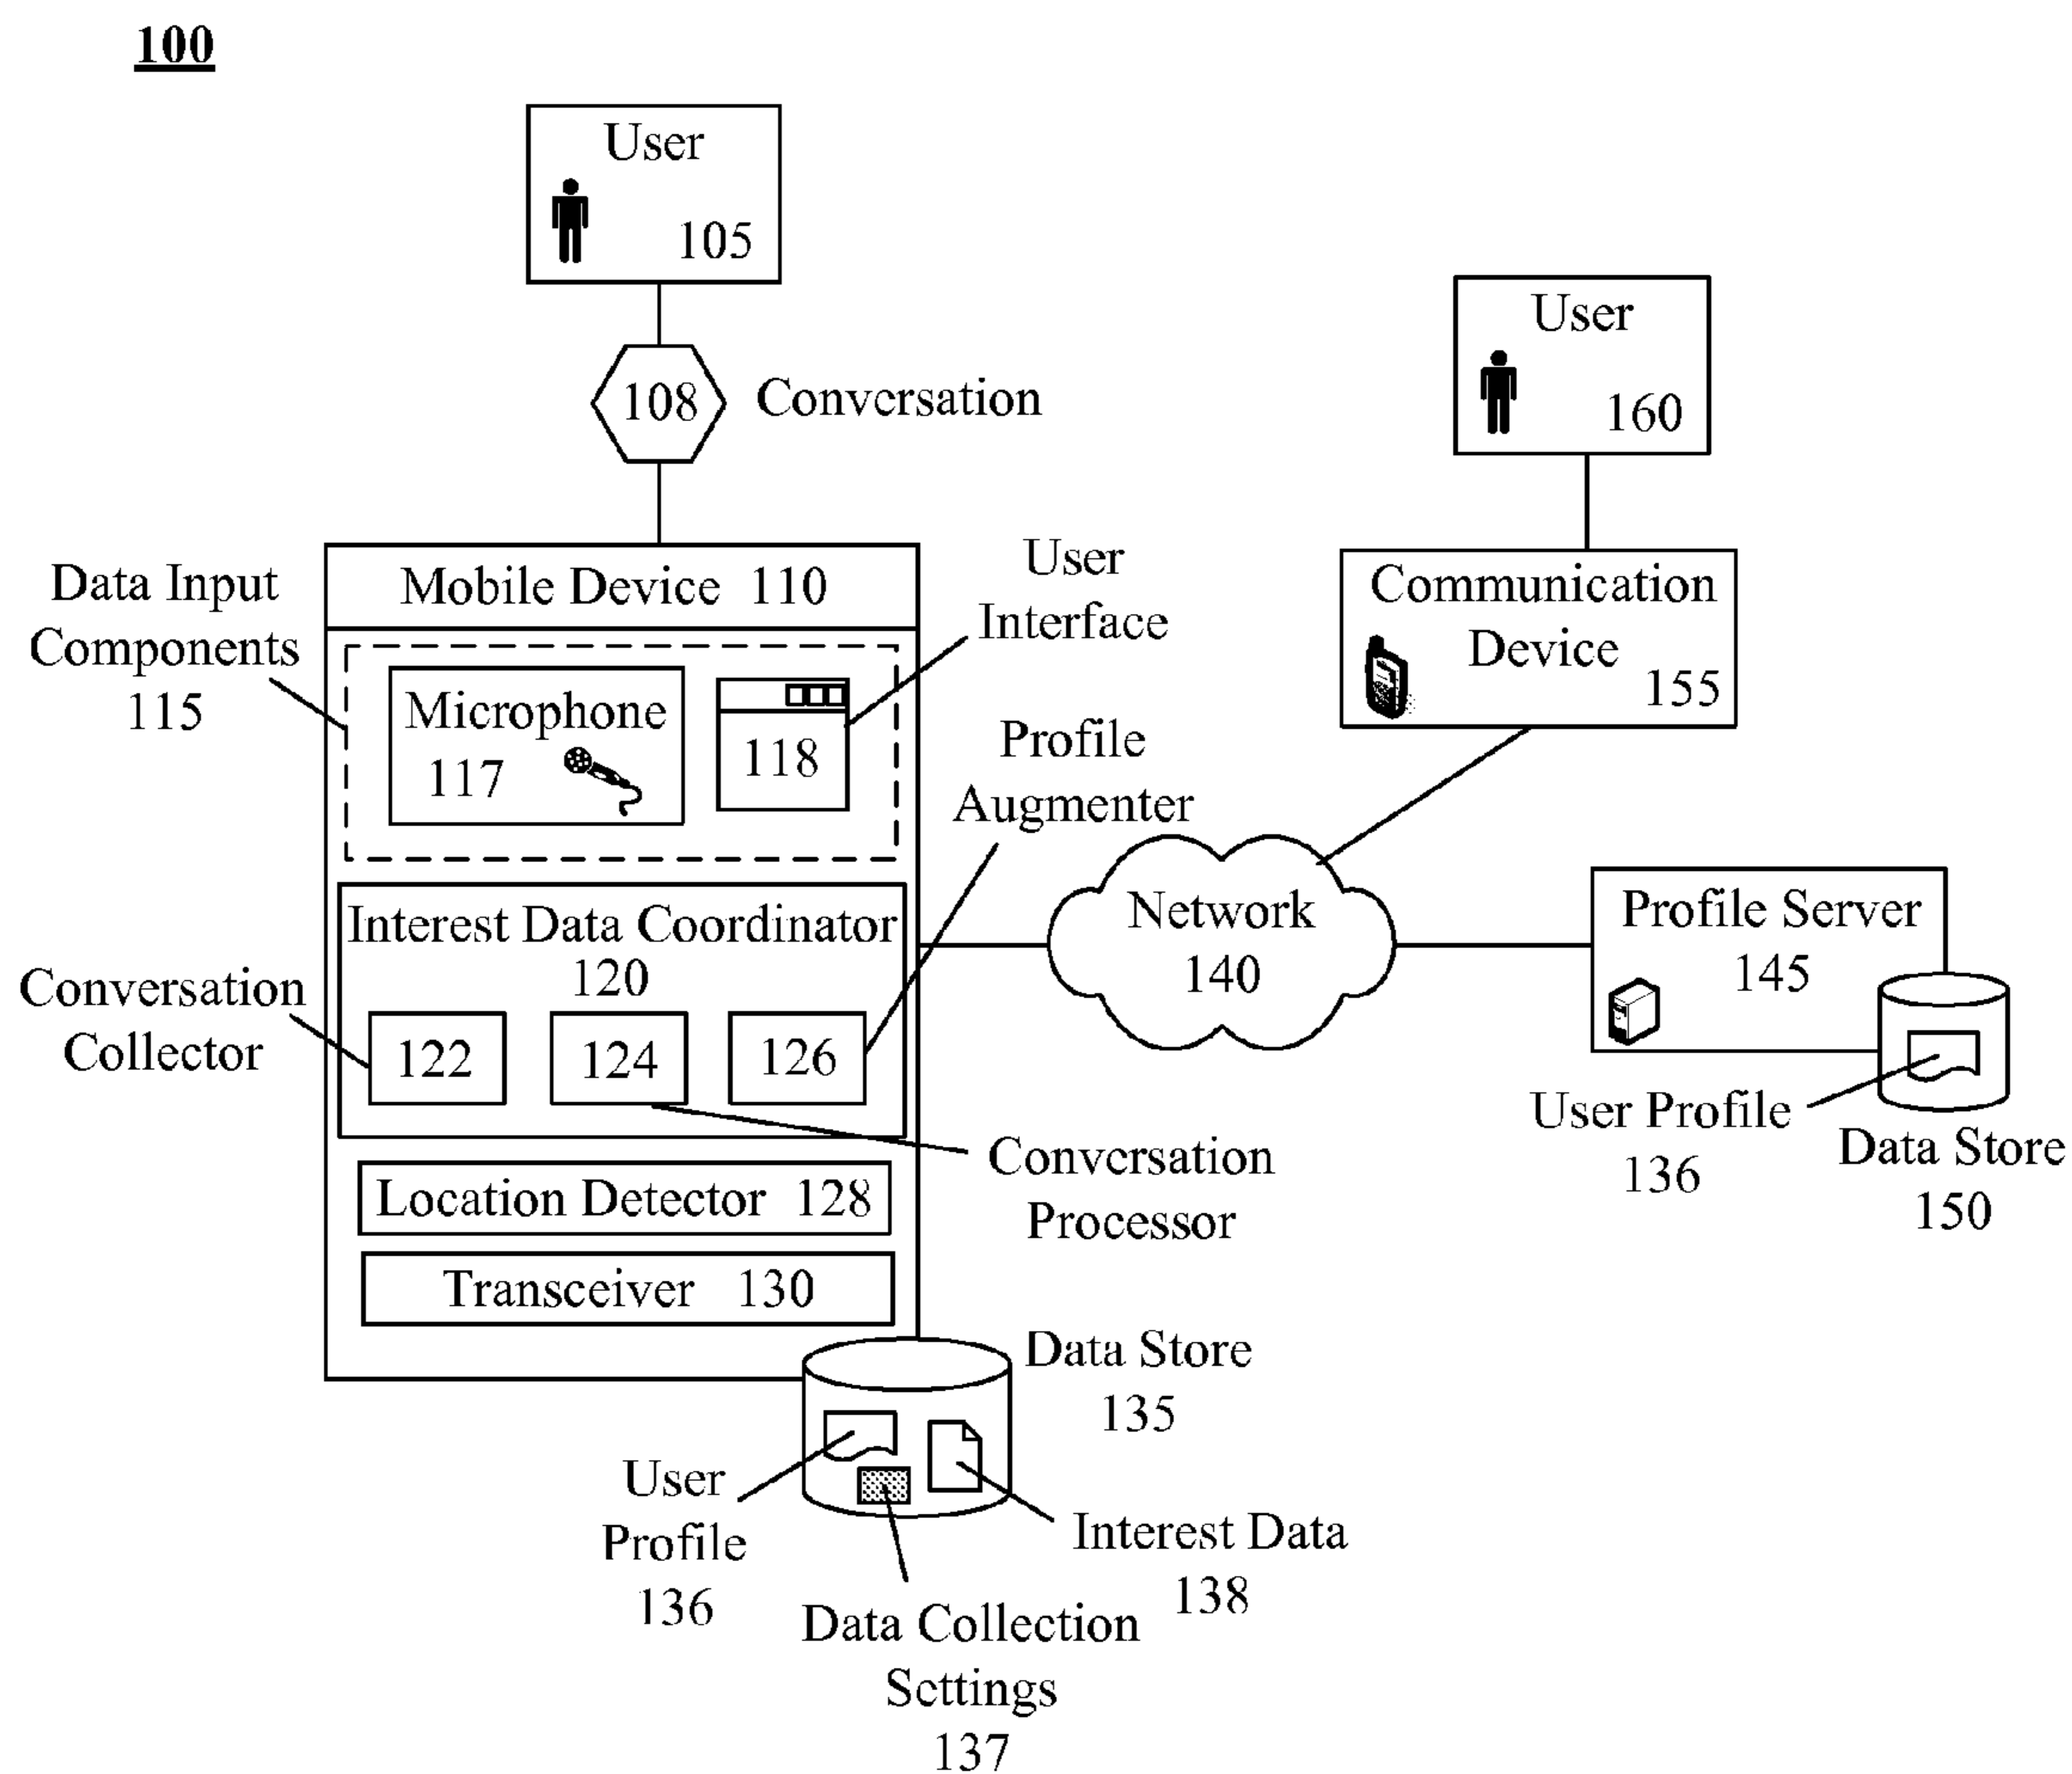 100
User
105
108
Conversation
User
160
Data Input
Components
115
Mobile Device 110
User
Interface
Communication
Device
155
Microphone
117
118
Profile
Augmenter
Interest Data Coordinator
120
Network
140
Profile Server
145
Conversation
Collector
122
124
126
User Profile
136
Data Store
150
Conversation
Processor
Location Detector 128
Transceiver 130
Data Store
135
User
Profile
136
Interest Data
138
Data Collection
Settings
137